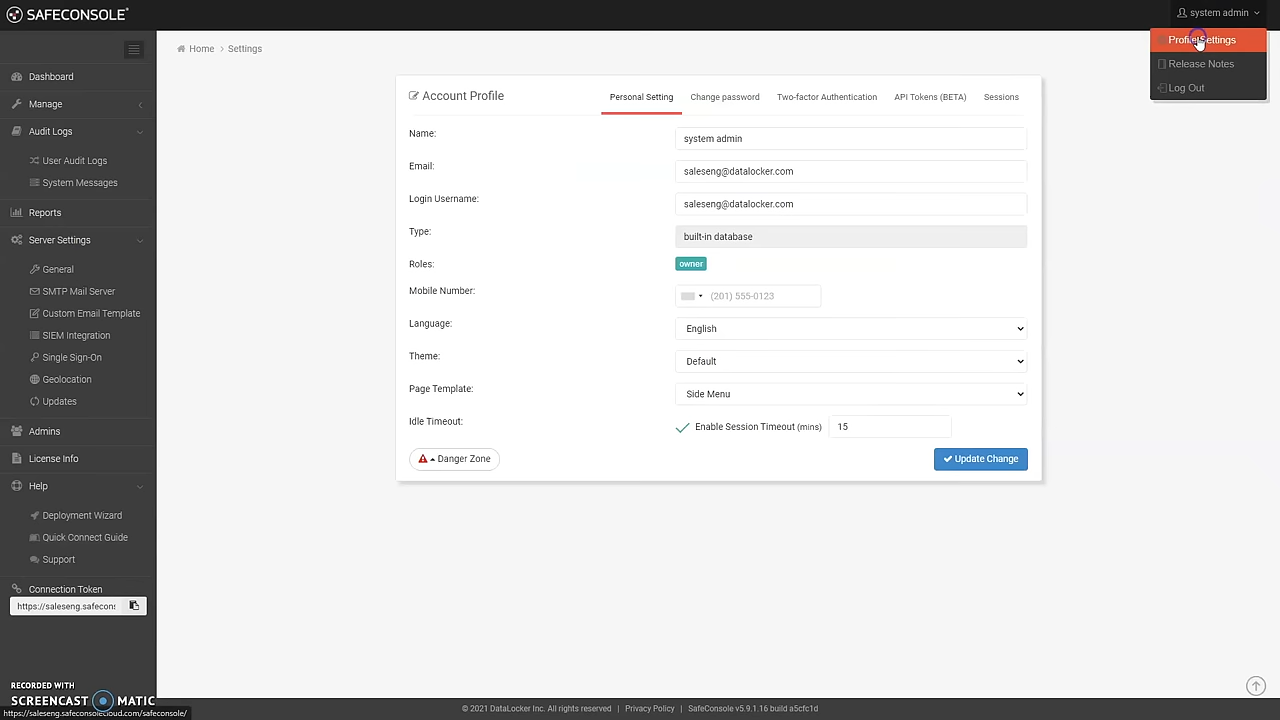 SAFECONSOLE®
system admin
Profile Settings
Release Notes
Log Out
Home > Settings
Dashboard
Manage
Audit Logs
User Audit Logs
System Messages
Reports
Server Settings
General
SMTP Mail Server
Custom Email Template
SIEM Integration
Single Sign-On
Geolocation
Updates
Admins
License Info
Help
Deployment Wizard
Quick Connect Guide
Support
Connection Token
https://saleseng.safecons
Account Profile
Personal Setting Change password Two-factor Authentication API Tokens (BETA) Sessions
Name: system admin
Email: saleseng@datalocker.com
Login Username: saleseng@datalocker.com
Type: built-in database
Roles: owner
Mobile Number: (201) 555-0123
Language: English
Theme: Default
Page Template: Side Menu
Idle Timeout: Enable Session Timeout (mins) 15
Danger Zone Update Change
RECORDED WITH
SCREENCAST MATIC
https://saleseng.safeconsolecloud.com/safeconsole/
© 2021 DataLocker Inc. All rights reserved | Privacy Policy | SafeConsole v5.9.1.16 build a5cfc1d